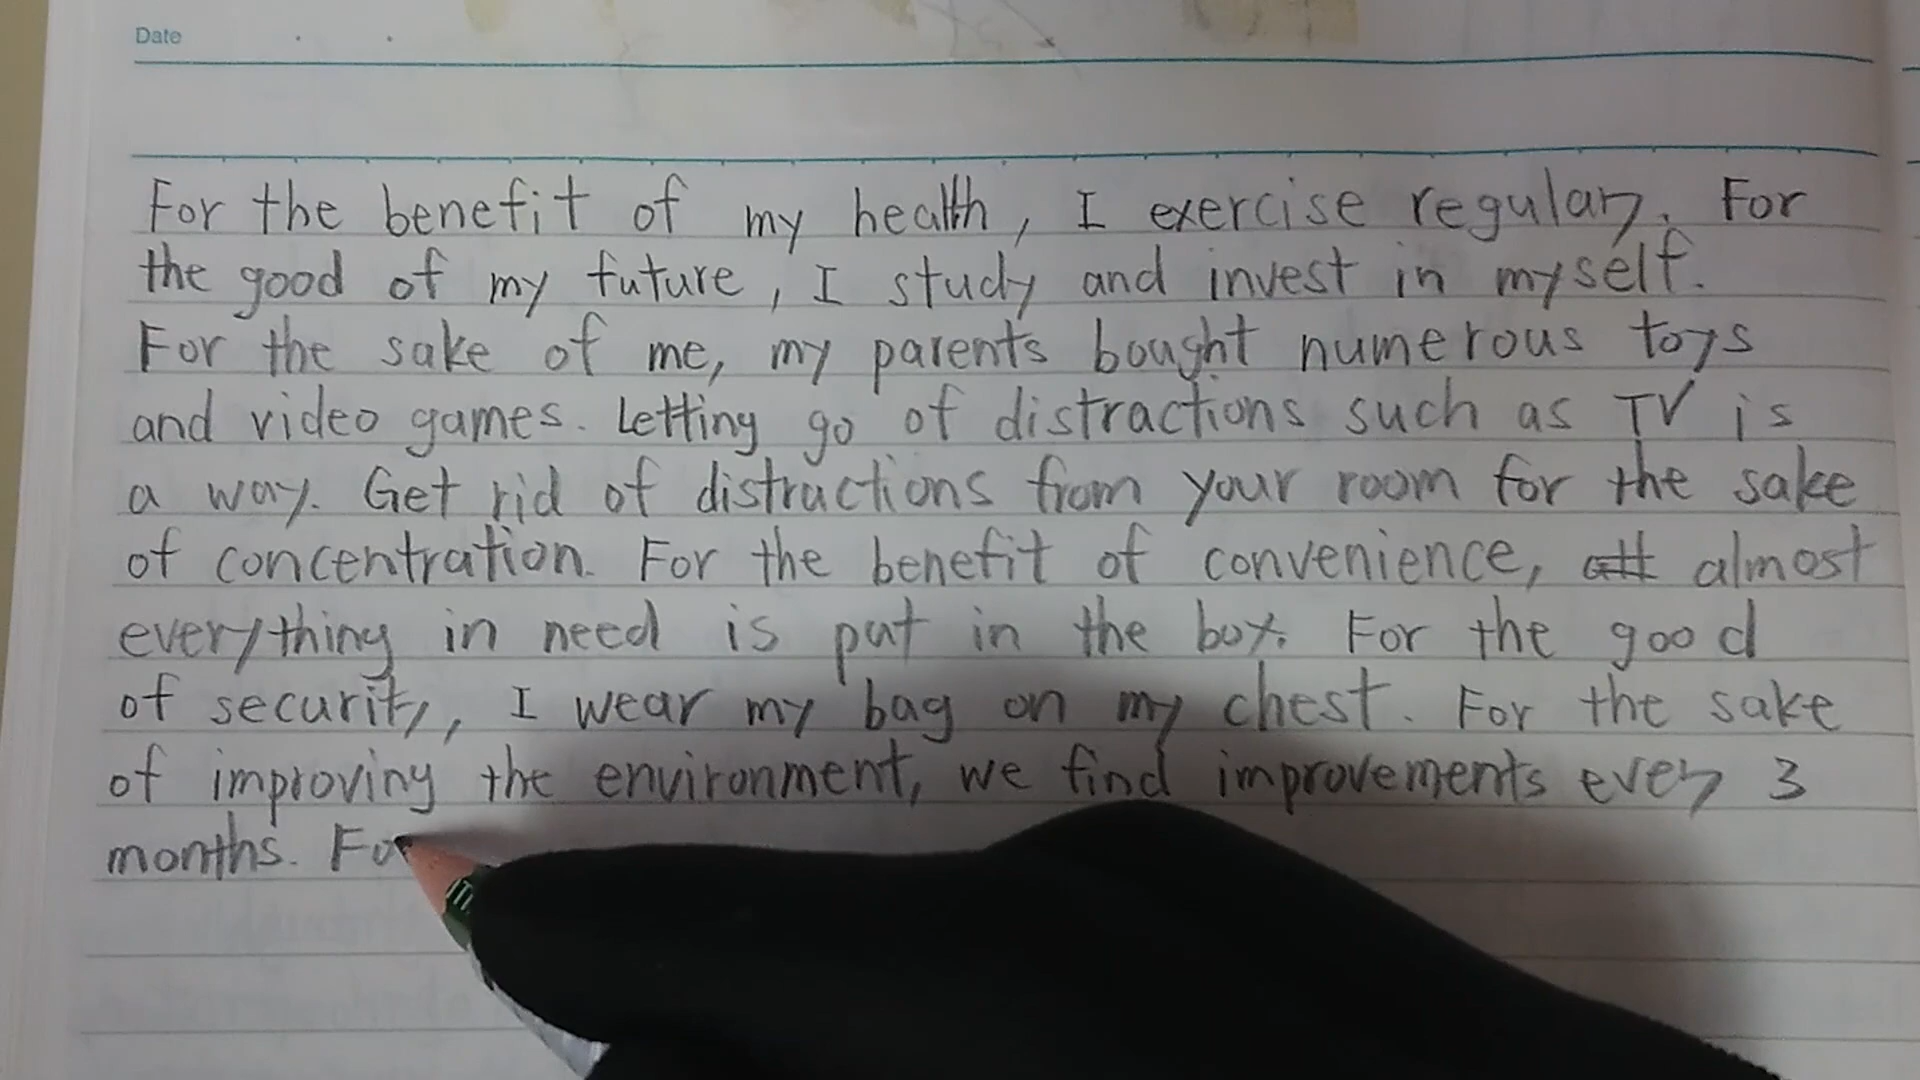 Date
For the benefit of my health, I exercise regulary. For
the good of my future, I study and invest in myself.
For the sake of me, my parents bought numerous toys
and video games. Letting go of distractions such as TV is
a way. Get rid of distractions from your room for the sake
of concentration. For the benefit of convenience, almost
everything in need is put in the box. For the good
of security, I wear my bag on my chest. For the sake
of improving the environment, we find improvements every 3
months. Fo